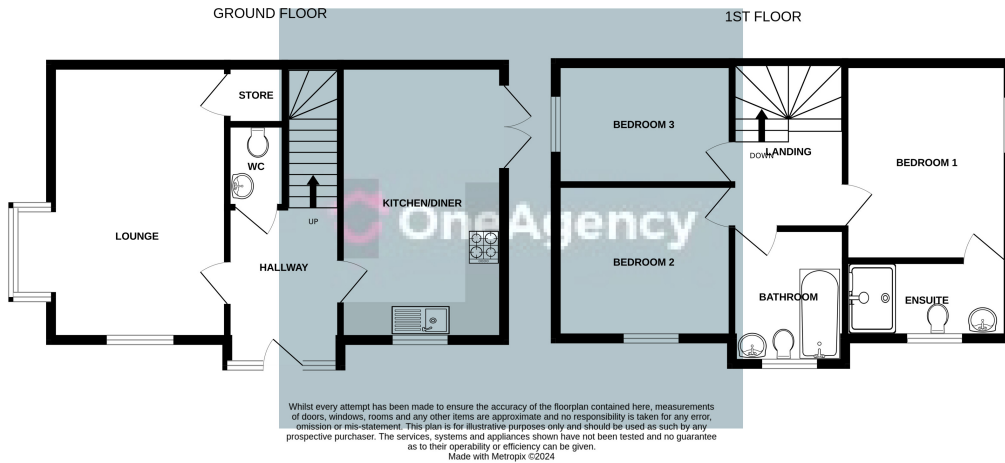 GROUND FLOOR
1ST FLOOR
STORE
WC
UP
LOUNGE
HALLWAY
KITCHEN/DINER
OneAgency
BEDROOM 3
DOWN
LANDING
BEDROOM 1
BEDROOM 2
BATHROOM
ENSUITE
Whilst every attempt has been made to ensure the accuracy of the floorplan contained here, measurements
of doors, windows, rooms and any other items are approximate and no responsibility is taken for any error,
omission or mis-statement. This plan is for illustrative purposes only and should be used as such by any
prospective purchaser. The services, systems and appliances shown have not been tested and no guarantee
as to their operability or efficiency can be given.
Made with Metropix ©2024